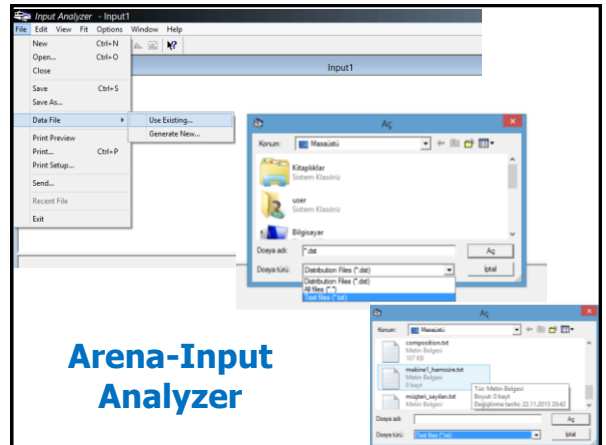 Input Analyzer - Input1
File Edit View Fit Options Window Help
New Ctrl+N
Open... Ctrl+O
Close
Save Ctrl+S
Save As...
Data File
Print Preview
Print... Ctrl+P
Print Setup...
Send...
Recent File
Exit
Use Existing...
Generate New...
Input1
Aç
Konum: Masaüstü
Kitaplıklar
Sistem Klasörü
user
Sistem Klasörü
Bilgisayar
Dosya adı: *.dst Aç
Dosya türü: Distribution Files (*.dst) İptal
Distribution Files (*.dst)
All files (*.*)
Text files (*.txt)
Arena-Input
Analyzer
Aç
Konum: Masaüstü
composition.txt
Metin Belgesi
107 KB
makine1_hamsüre.txt
Metin Belgesi
0 bayt
müşteri_sayıları.txt
Metin Belgesi
Tür: Metin Belgesi
Boyut: 0 bayt
Değiştirme tarihi: 22.11.2013 20:42
Dosya adı: Aç
Dosya türü: Text files (*.txt) İptal